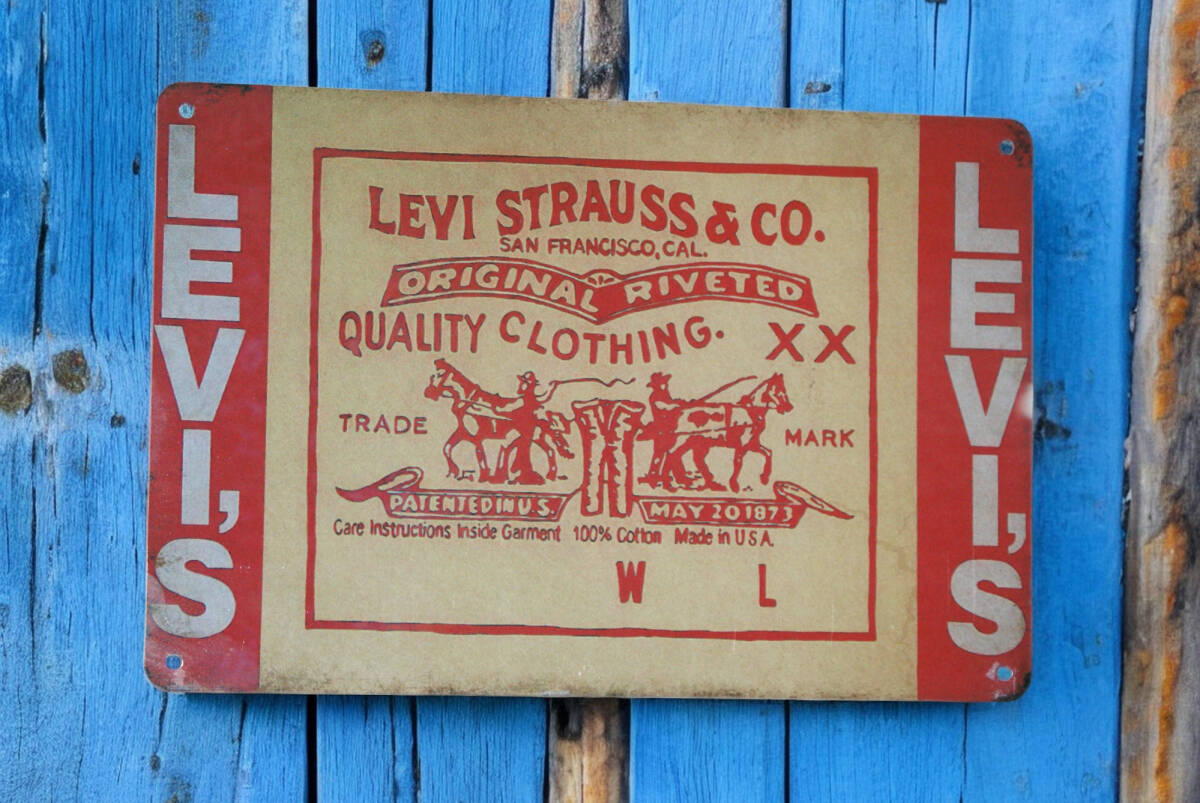 LEVI'S
LEVI STRAUSS & CO.
SAN FRANCISCO, CAL.
ORIGINAL RIVETED
QUALITY CLOTHING. XX
TRADE MARK
PATENTED IN U.S. MAY 20 1873
Care Instructions Inside Garment 100% Cotton Made in U S A.
W L
LEVI'S